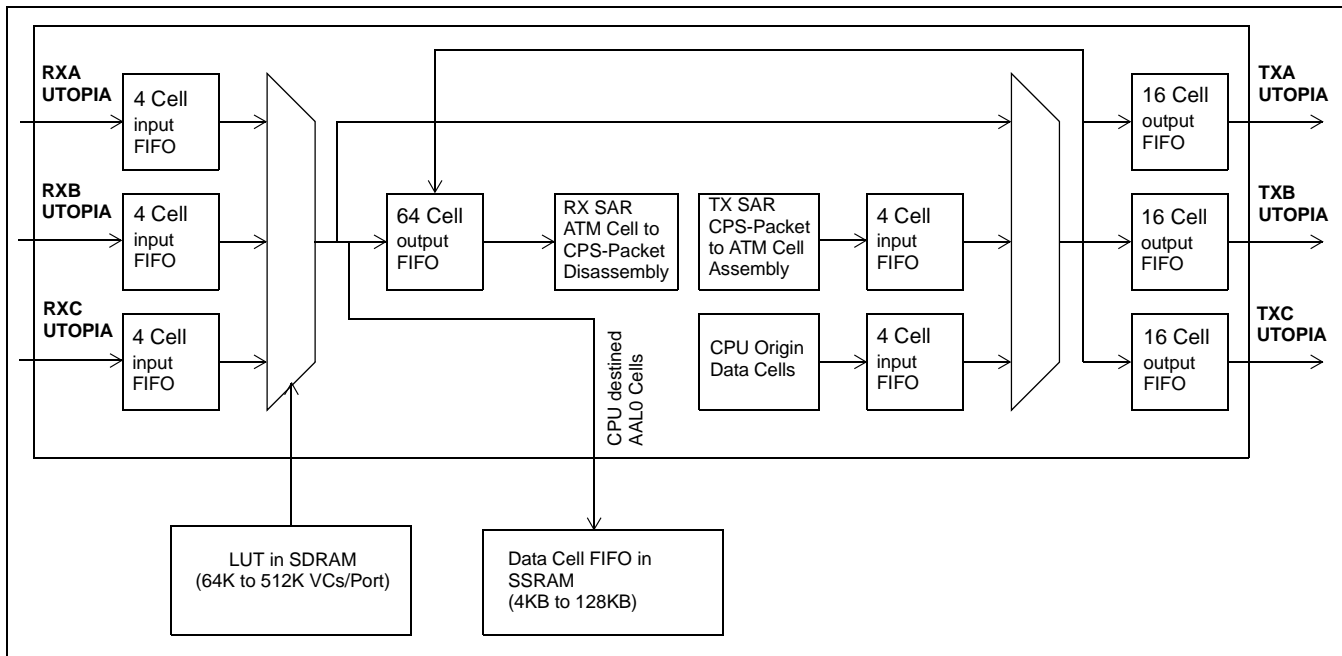 RXA
UTOPIA
4 Cell
input
FIFO
RXB
UTOPIA
4 Cell
input
FIFO
RXC
UTOPIA
4 Cell
input
FIFO
64 Cell
output
FIFO
RX SAR
ATM Cell to
CPS-Packet
Disassembly
TX SAR
CPS-Packet
to ATM Cell
Assembly
4 Cell
input
FIFO
CPU Origin
Data Cells
4 Cell
input
FIFO
CPU destined
AAL0 Cells
16 Cell
output
FIFO
TXA
UTOPIA
16 Cell
output
FIFO
TXB
UTOPIA
16 Cell
output
FIFO
TXC
UTOPIA
LUT in SDRAM
(64K to 512K VCs/Port)
Data Cell FIFO in
SSRAM
(4KB to 128KB)